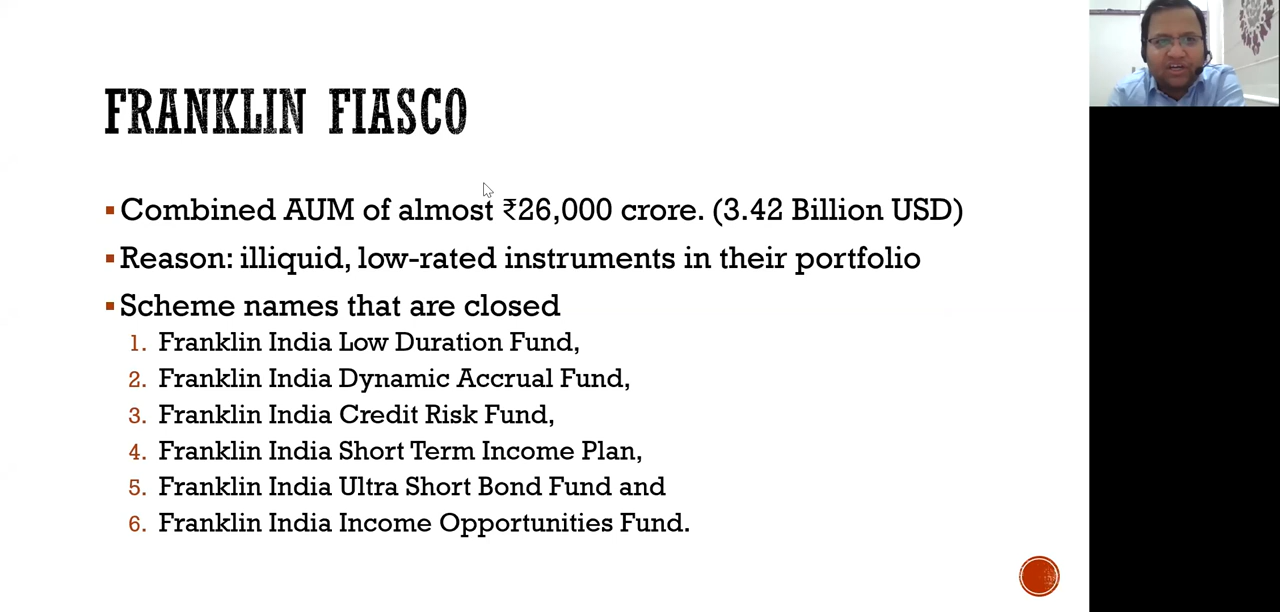 FRANKLIN FIASCO
▪ Combined AUM of almost ₹26,000 crore. (3.42 Billion USD)
▪ Reason: illiquid, low-rated instruments in their portfolio
▪ Scheme names that are closed
1. Franklin India Low Duration Fund,
2. Franklin India Dynamic Accrual Fund,
3. Franklin India Credit Risk Fund,
4. Franklin India Short Term Income Plan,
5. Franklin India Ultra Short Bond Fund and
6. Franklin India Income Opportunities Fund.